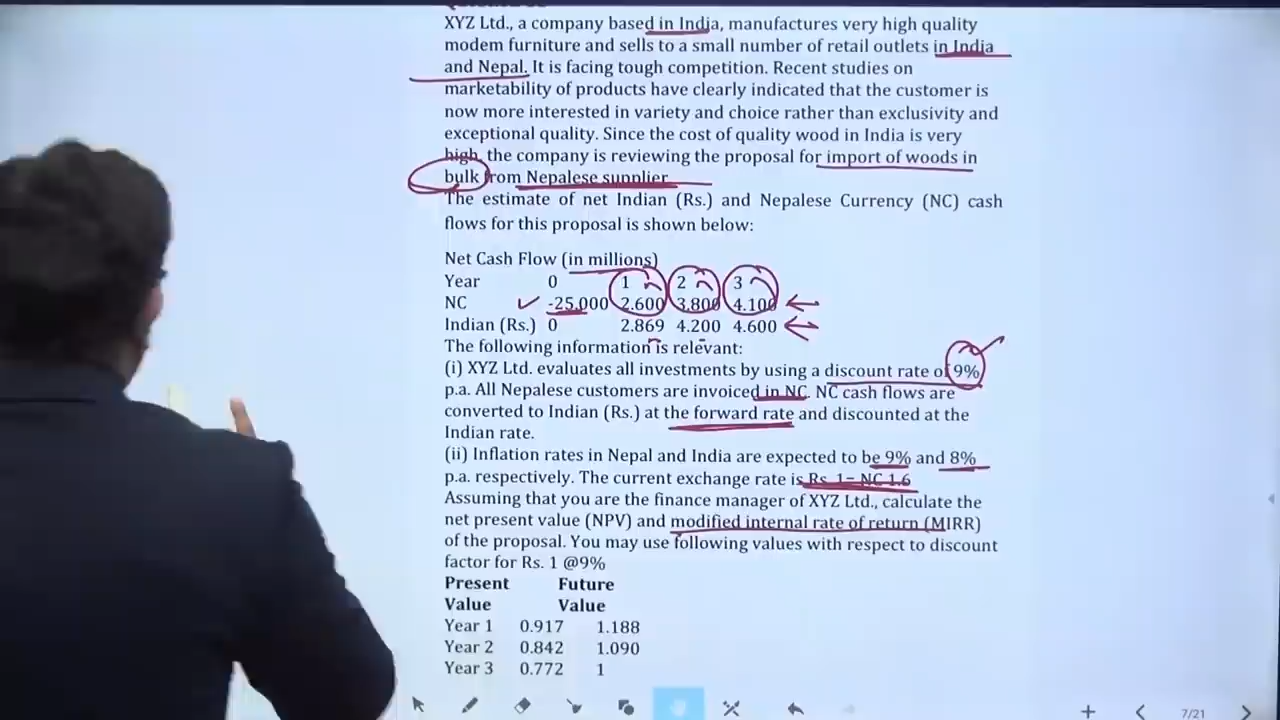 XYZ Ltd., a company based in India, manufactures very high quality
modem furniture and sells to a small number of retail outlets in India
and Nepal. It is facing tough competition. Recent studies on
marketability of products have clearly indicated that the customer is
now more interested in variety and choice rather than exclusivity and
exceptional quality. Since the cost of quality wood in India is very
high, the company is reviewing the proposal for import of woods in
bulk from Nepalese supplier.
The estimate of net Indian (Rs.) and Nepalese Currency (NC) cash
flows for this proposal is shown below:
Net Cash Flow (in millions)
Year 0 1 2 3
NC -25.000 2.600 3.800 4.100
Indian (Rs.) 0 2.869 4.200 4.600
The following information is relevant:
(i) XYZ Ltd. evaluates all investments by using a discount rate of 9%
p.a. All Nepalese customers are invoiced in NC. NC cash flows are
converted to Indian (Rs.) at the forward rate and discounted at the
Indian rate.
(ii) Inflation rates in Nepal and India are expected to be 9% and 8%
p.a. respectively. The current exchange rate is Rs. 1= NC 1.6
Assuming that you are the finance manager of XYZ Ltd., calculate the
net present value (NPV) and modified internal rate of return (MIRR)
of the proposal. You may use following values with respect to discount
factor for Rs. 1 @9%
Present Future
Value Value
Year 1 0.917 1.188
Year 2 0.842 1.090
Year 3 0.772 1
7/21